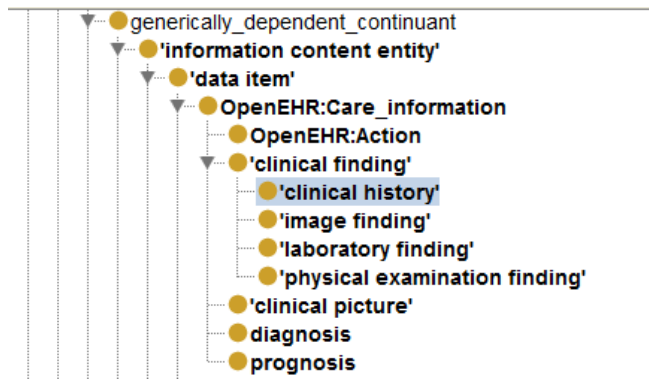 generically_dependent_continuant
'information content entity'
'data item'
OpenEHR:Care_information
OpenEHR:Action
'clinical finding'
'clinical history'
'image finding'
'laboratory finding'
'physical examination finding'
'clinical picture'
diagnosis
prognosis